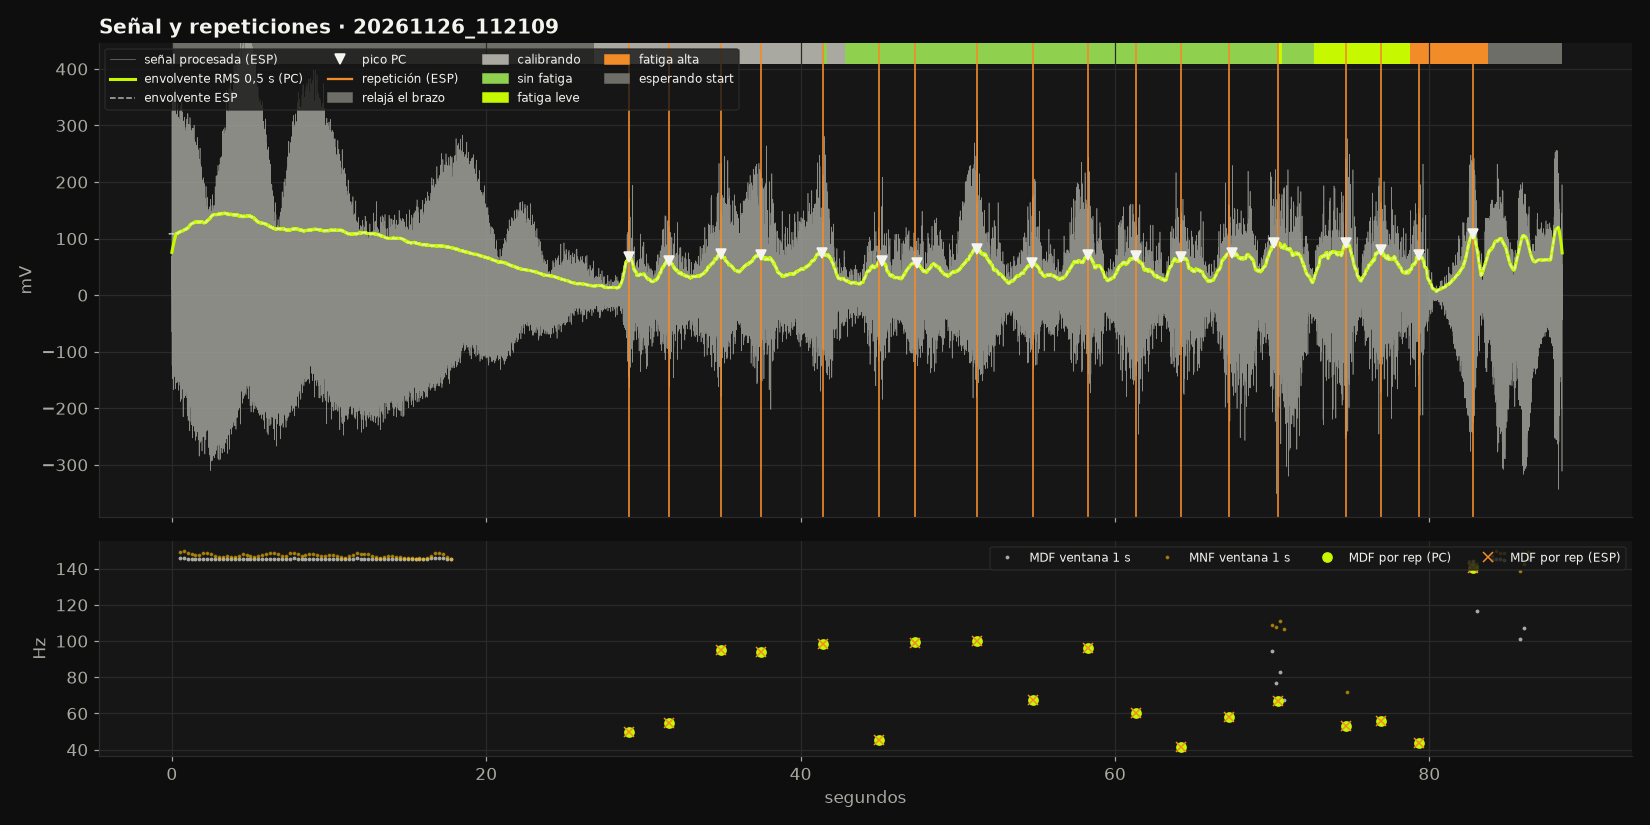 Señal y repeticiones · 20261126_112109
señal procesada (ESP)
envolvente RMS 0,5 s (PC)
envolvente ESP
pico PC
repetición (ESP)
relajá el brazo
calibrando
sin fatiga
fatiga leve
fatiga alta
esperando start
mV
400
300
200
100
0
−100
−200
−300
MDF ventana 1 s
MNF ventana 1 s
MDF por rep (PC)
MDF por rep (ESP)
Hz
140
120
100
80
60
40
0
20
40
60
80
segundos